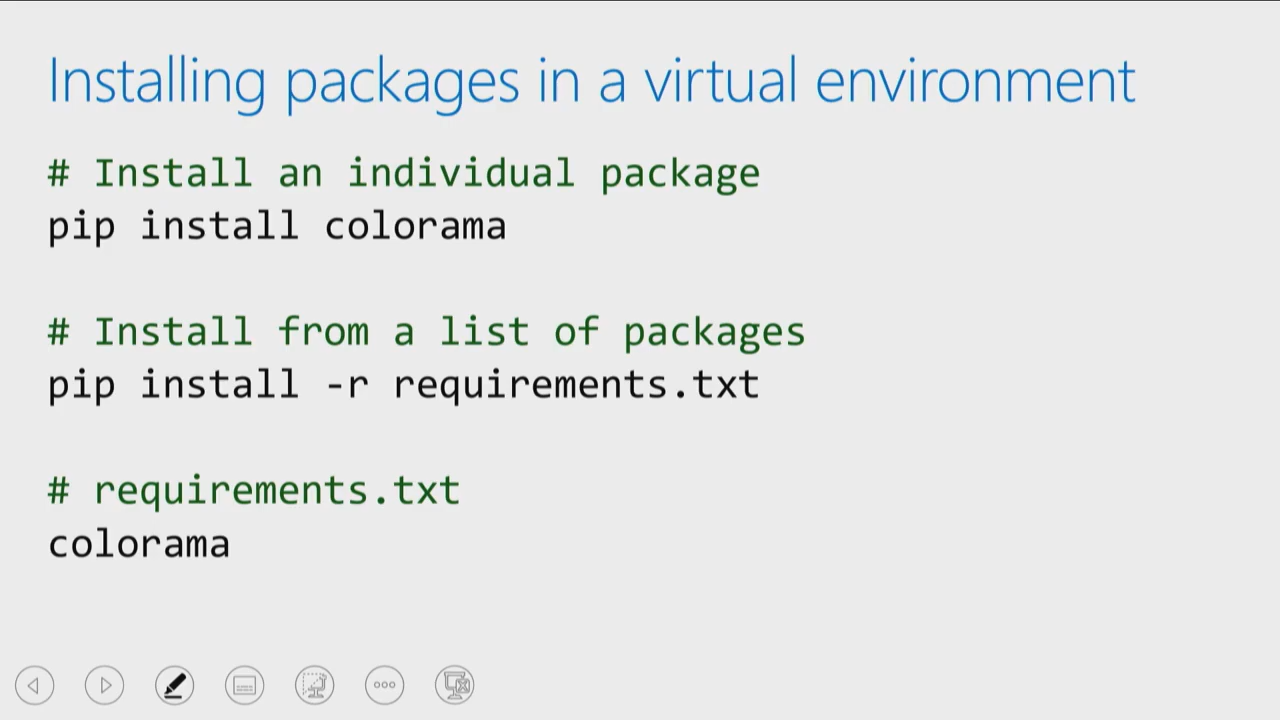 Installing packages in a virtual environment
# Install an individual package
pip install colorama
# Install from a list of packages
pip install -r requirements.txt
# requirements.txt
colorama